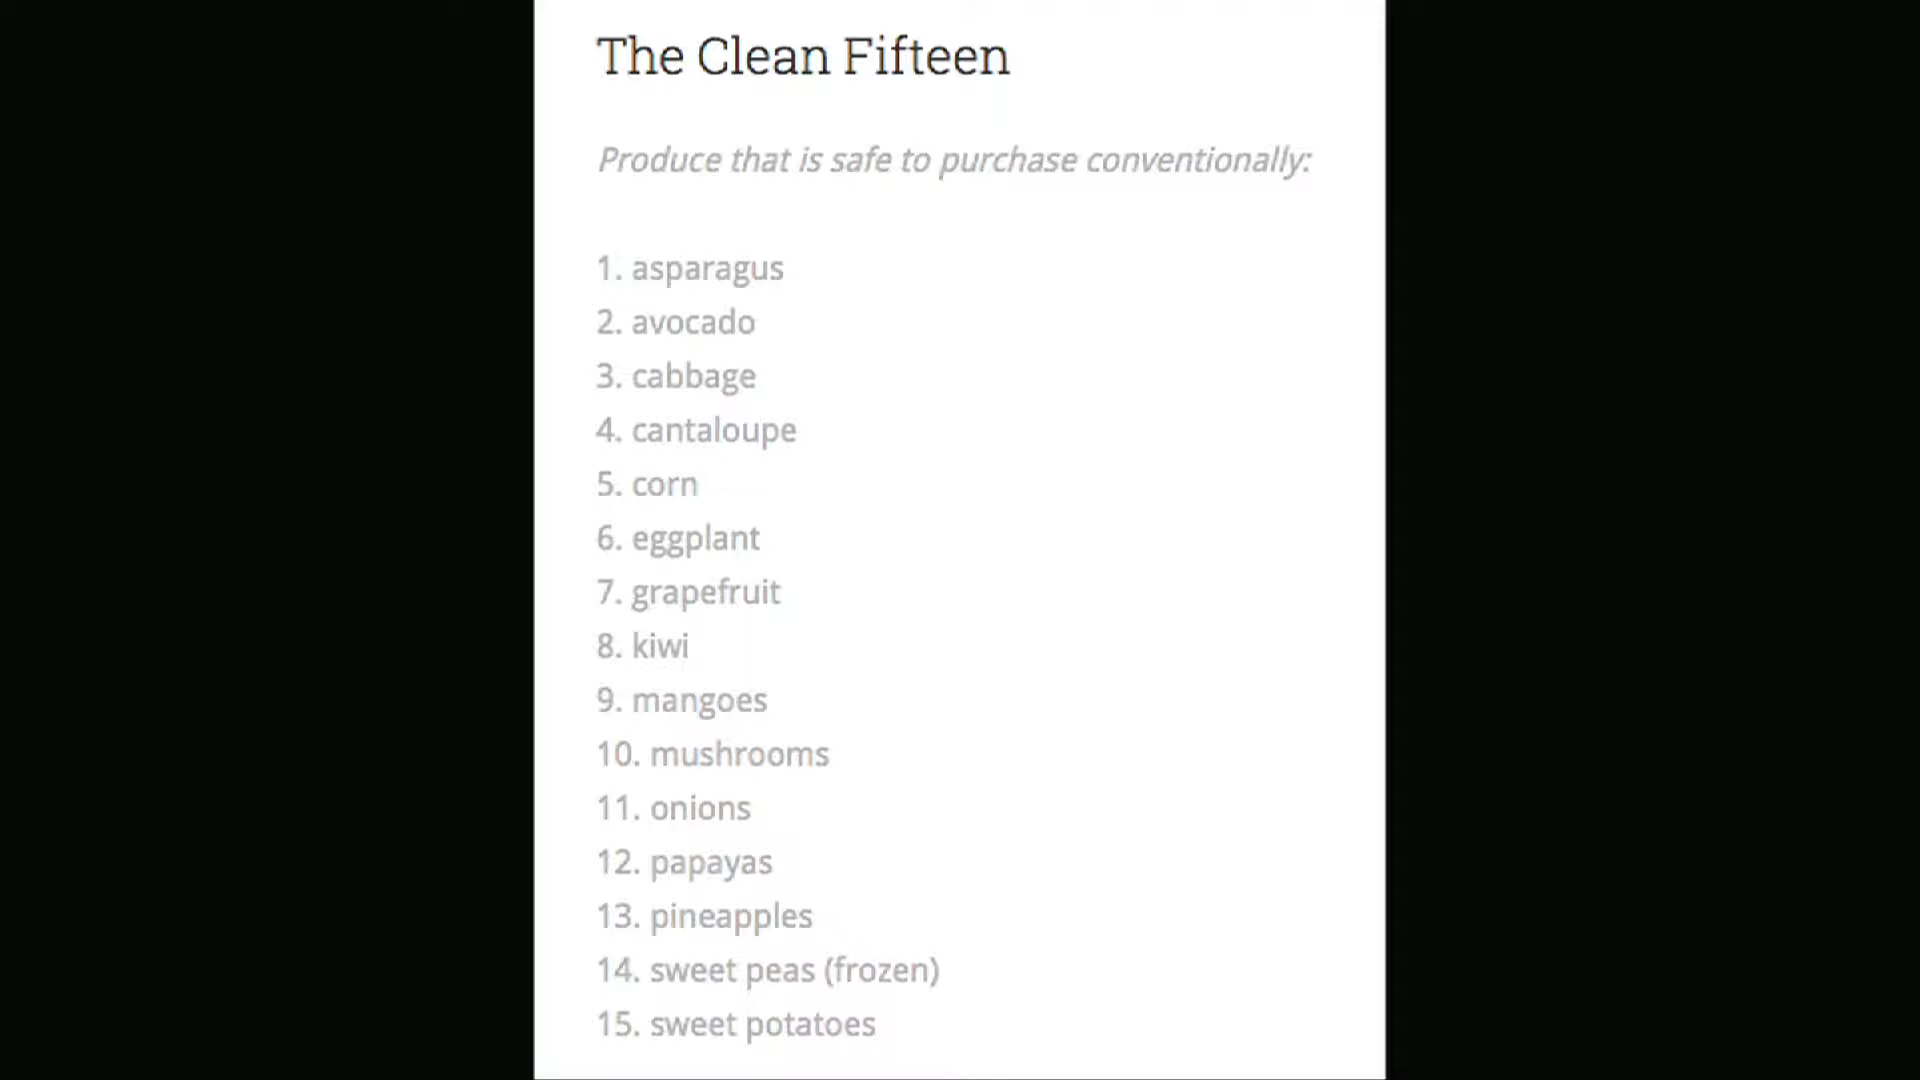 The Clean Fifteen
Produce that is safe to purchase conventionally:
1. asparagus
2. avocado
3. cabbage
4. cantaloupe
5. corn
6. eggplant
7. grapefruit
8. kiwi
9. mangoes
10. mushrooms
11. onions
12. papayas
13. pineapples
14. sweet peas (frozen)
15. sweet potatoes